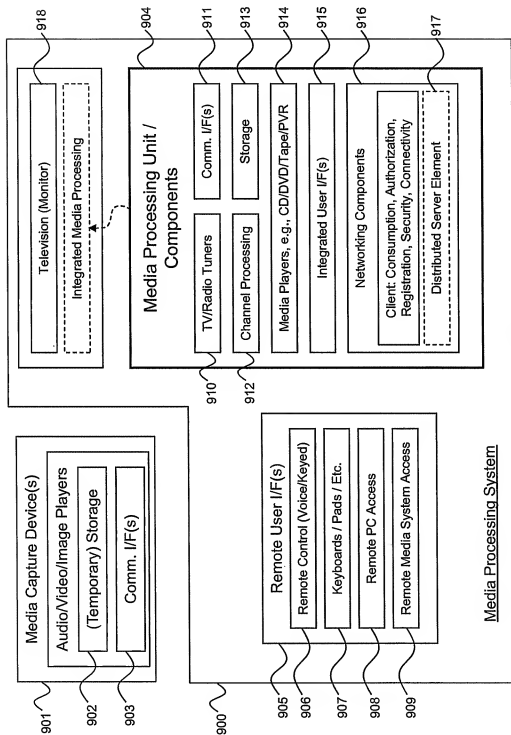 901
Media Capture Device(s)
Audio/Video/Image Players
902
(Temporary) Storage
903
Comm. I/F(s)
918
Television (Monitor)
Integrated Media Processing
900
904
Media Processing Unit /
Components
910
TV/Radio Tuners
911
Comm. I/F(s)
912
Channel Processing
913
Storage
914
Media Players, e.g., CD/DVD/Tape/PVR
915
Integrated User I/F(s)
916
Networking Components
Client: Consumption, Authorization,
Registration, Security, Connectivity
917
Distributed Server Element
905
Remote User I/F(s)
906
Remote Control (Voice/Keyed)
907
Keyboards / Pads / Etc.
908
Remote PC Access
909
Remote Media System Access
Media Processing System